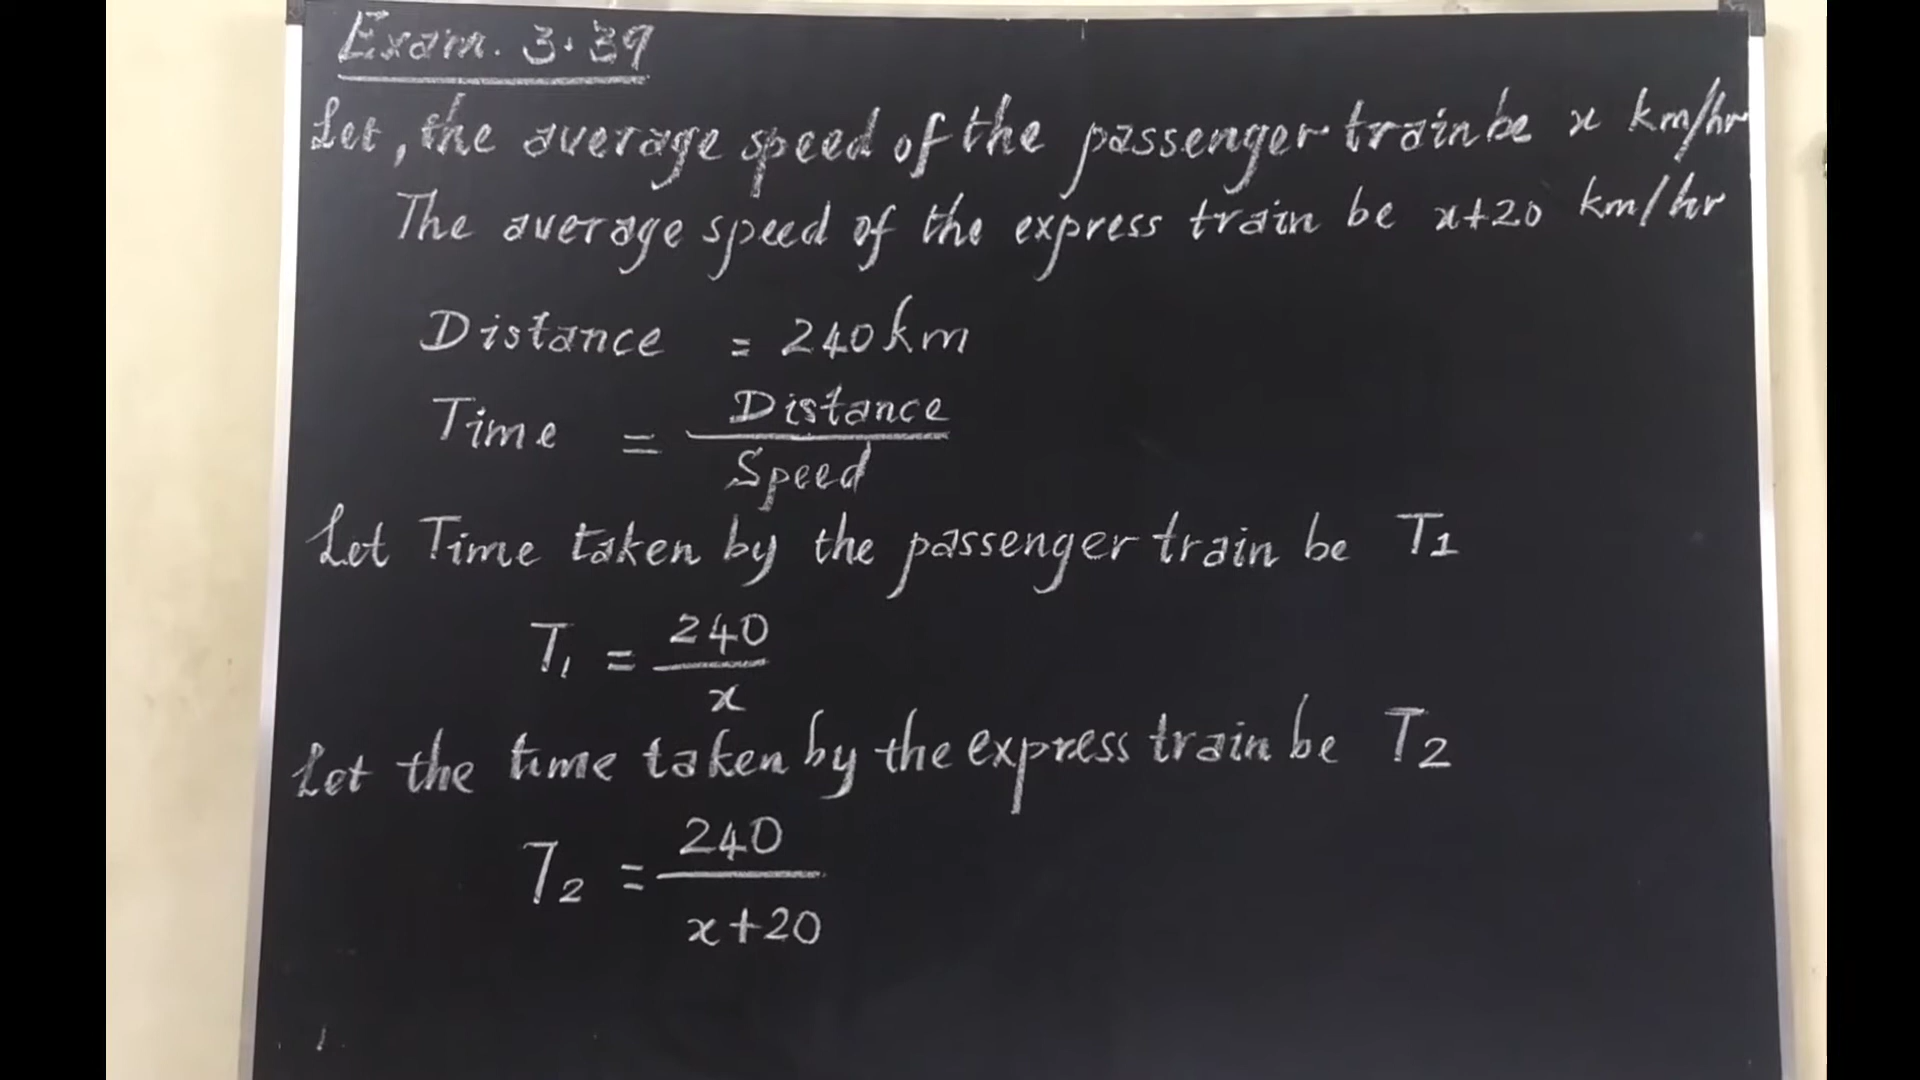 Exam. 3.39
Let, the average speed of the passenger train be x km/hr
The average speed of the express train be x+20 km/hr
Distance = 240 km
Time = Distance
Speed
Let Time taken by the passenger train be T1
T1 = 240
x
Let the time taken by the express train be T2
T2 = 240
x+20